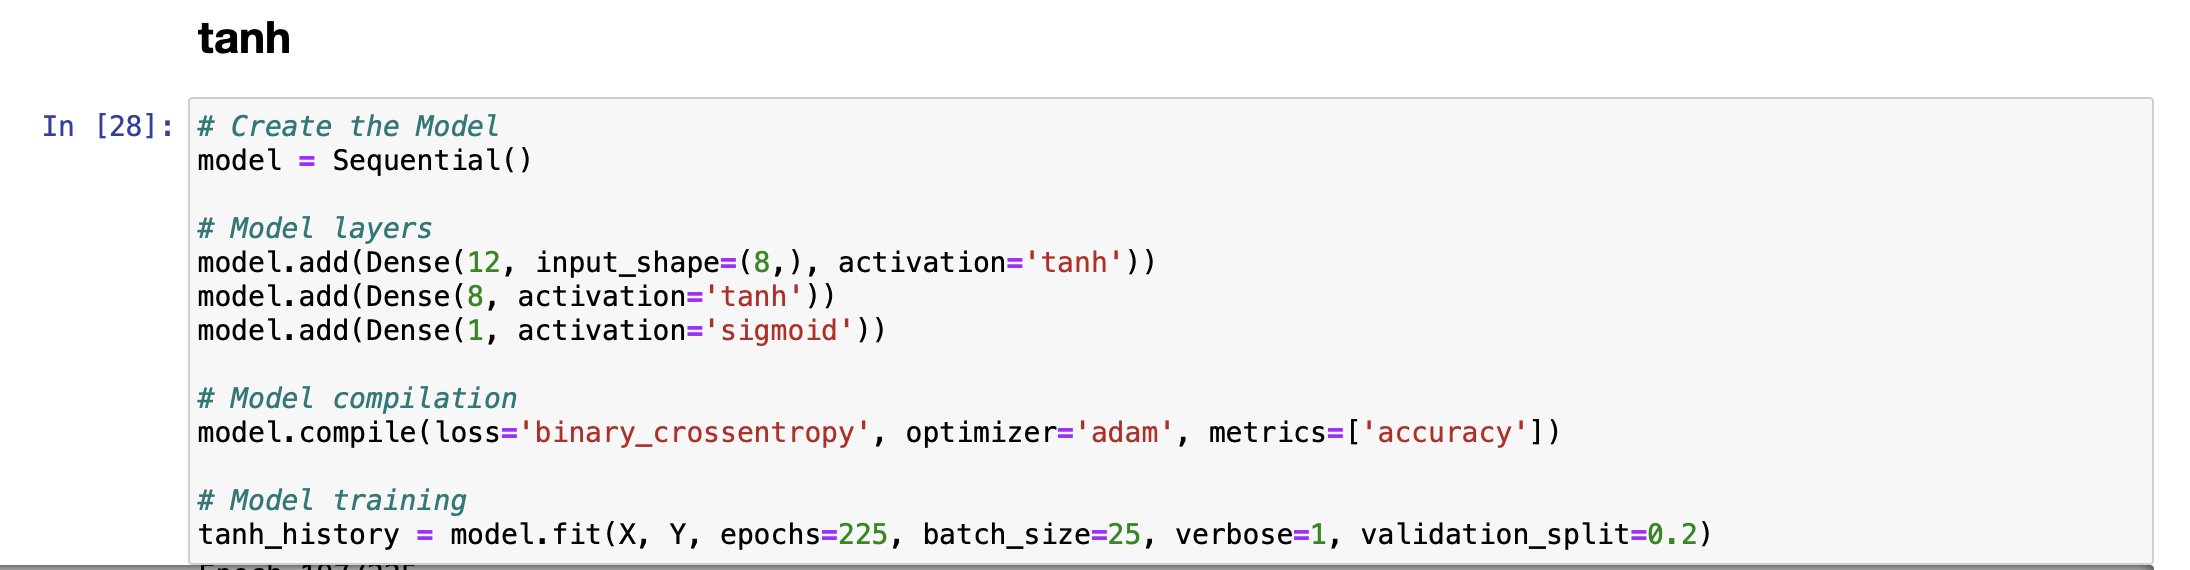 tanh
In [28]:
# Create the Model
model = Sequential()
# Model layers
model.add(Dense(12, input_shape=(8,), activation='tanh'))
model.add(Dense(8, activation='tanh'))
model.add(Dense(1, activation='sigmoid'))
# Model compilation
model.compile(loss='binary_crossentropy', optimizer='adam', metrics=['accuracy'])
# Model training
tanh_history = model.fit(X, Y, epochs=225, batch_size=25, verbose=1, validation_split=0.2)